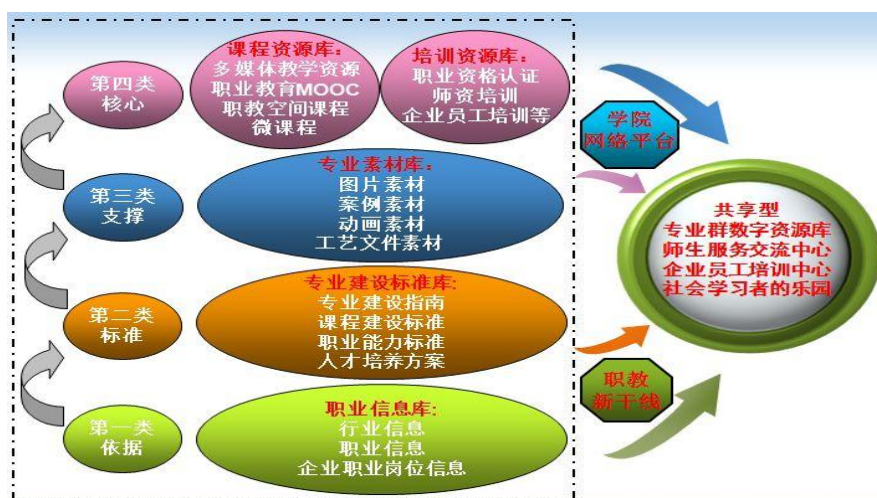 第四类
核心
课程资源库：
多媒体教学资源
职业教育MOOC
职教空间课程
微课程
培训资源库：
职业资格认证
师资培训
企业员工培训等
第三类
支撑
专业素材库：
图片素材
案例素材
动画素材
工艺文件素材
第二类
标准
专业建设标准库:
专业建设指南
课程建设标准
职业能力标准
人才培养方案
第一类
依据
职业信息库:
行业信息
职业信息
企业职业岗位信息
学院
网络平台
共享型
专业群数字资源库
师生服务交流中心
企业员工培训中心
社会学习者的乐园
职教
新干线